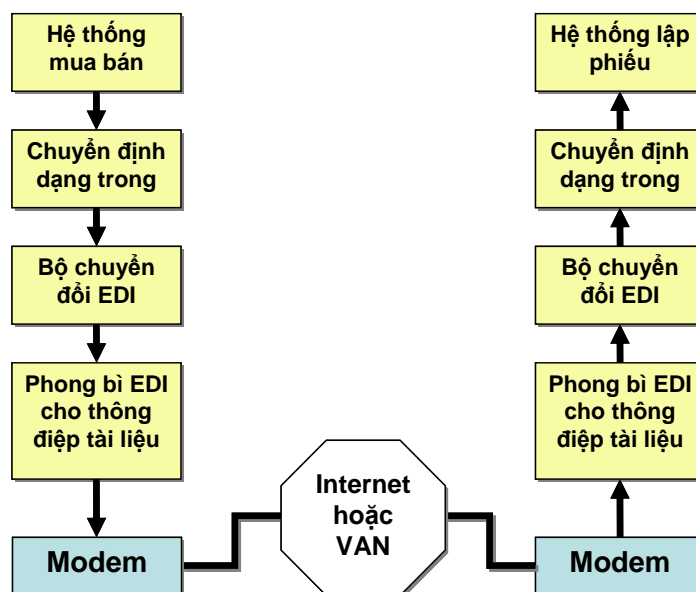 Hệ thống
mua bán
Chuyển định
dạng trong
Bộ chuyển
đổi EDI
Phong bì EDI
cho thông
điệp tài liệu
Modem
Internet
hoặc
VAN
Hệ thống lập
phiếu
Chuyển định
dạng trong
Bộ chuyển
đổi EDI
Phong bì EDI
cho thông
điệp tài liệu
Modem